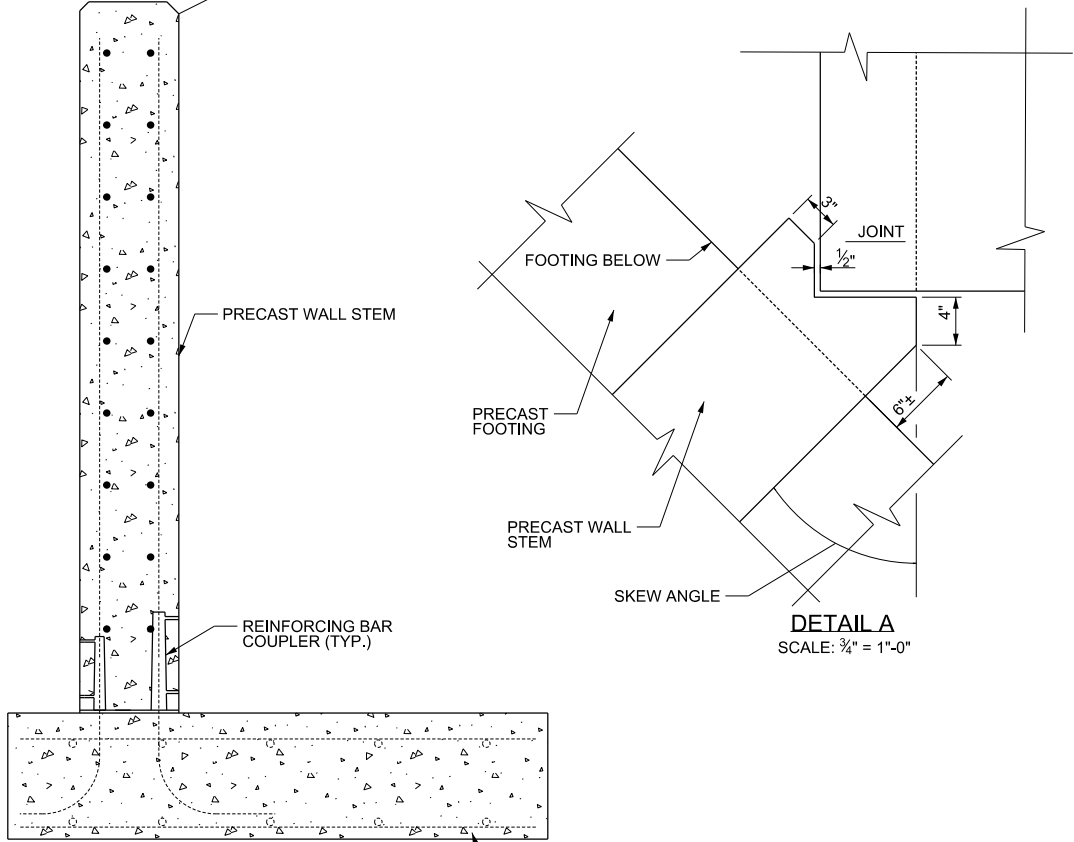 PRECAST WALL STEM
REINFORCING BAR
COUPLER (TYP.)
3"
JOINT
FOOTING BELOW
½"
4"
6"±
PRECAST
FOOTING
PRECAST WALL
STEM
SKEW ANGLE
DETAIL A
SCALE: ¾" = 1"-0"